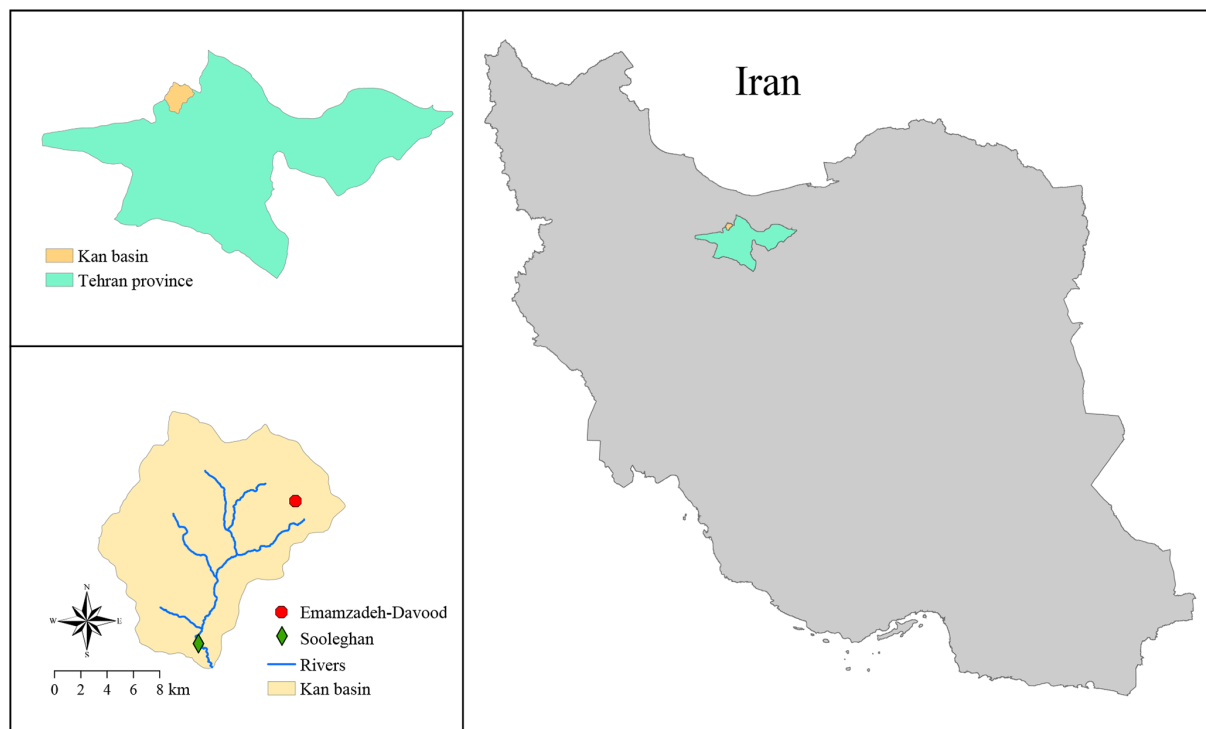 Kan basin
Tehran province
Iran
N
W E
S
0 2 4 6 8 km
Emamzadeh-Davood
Sooleghan
Rivers
Kan basin